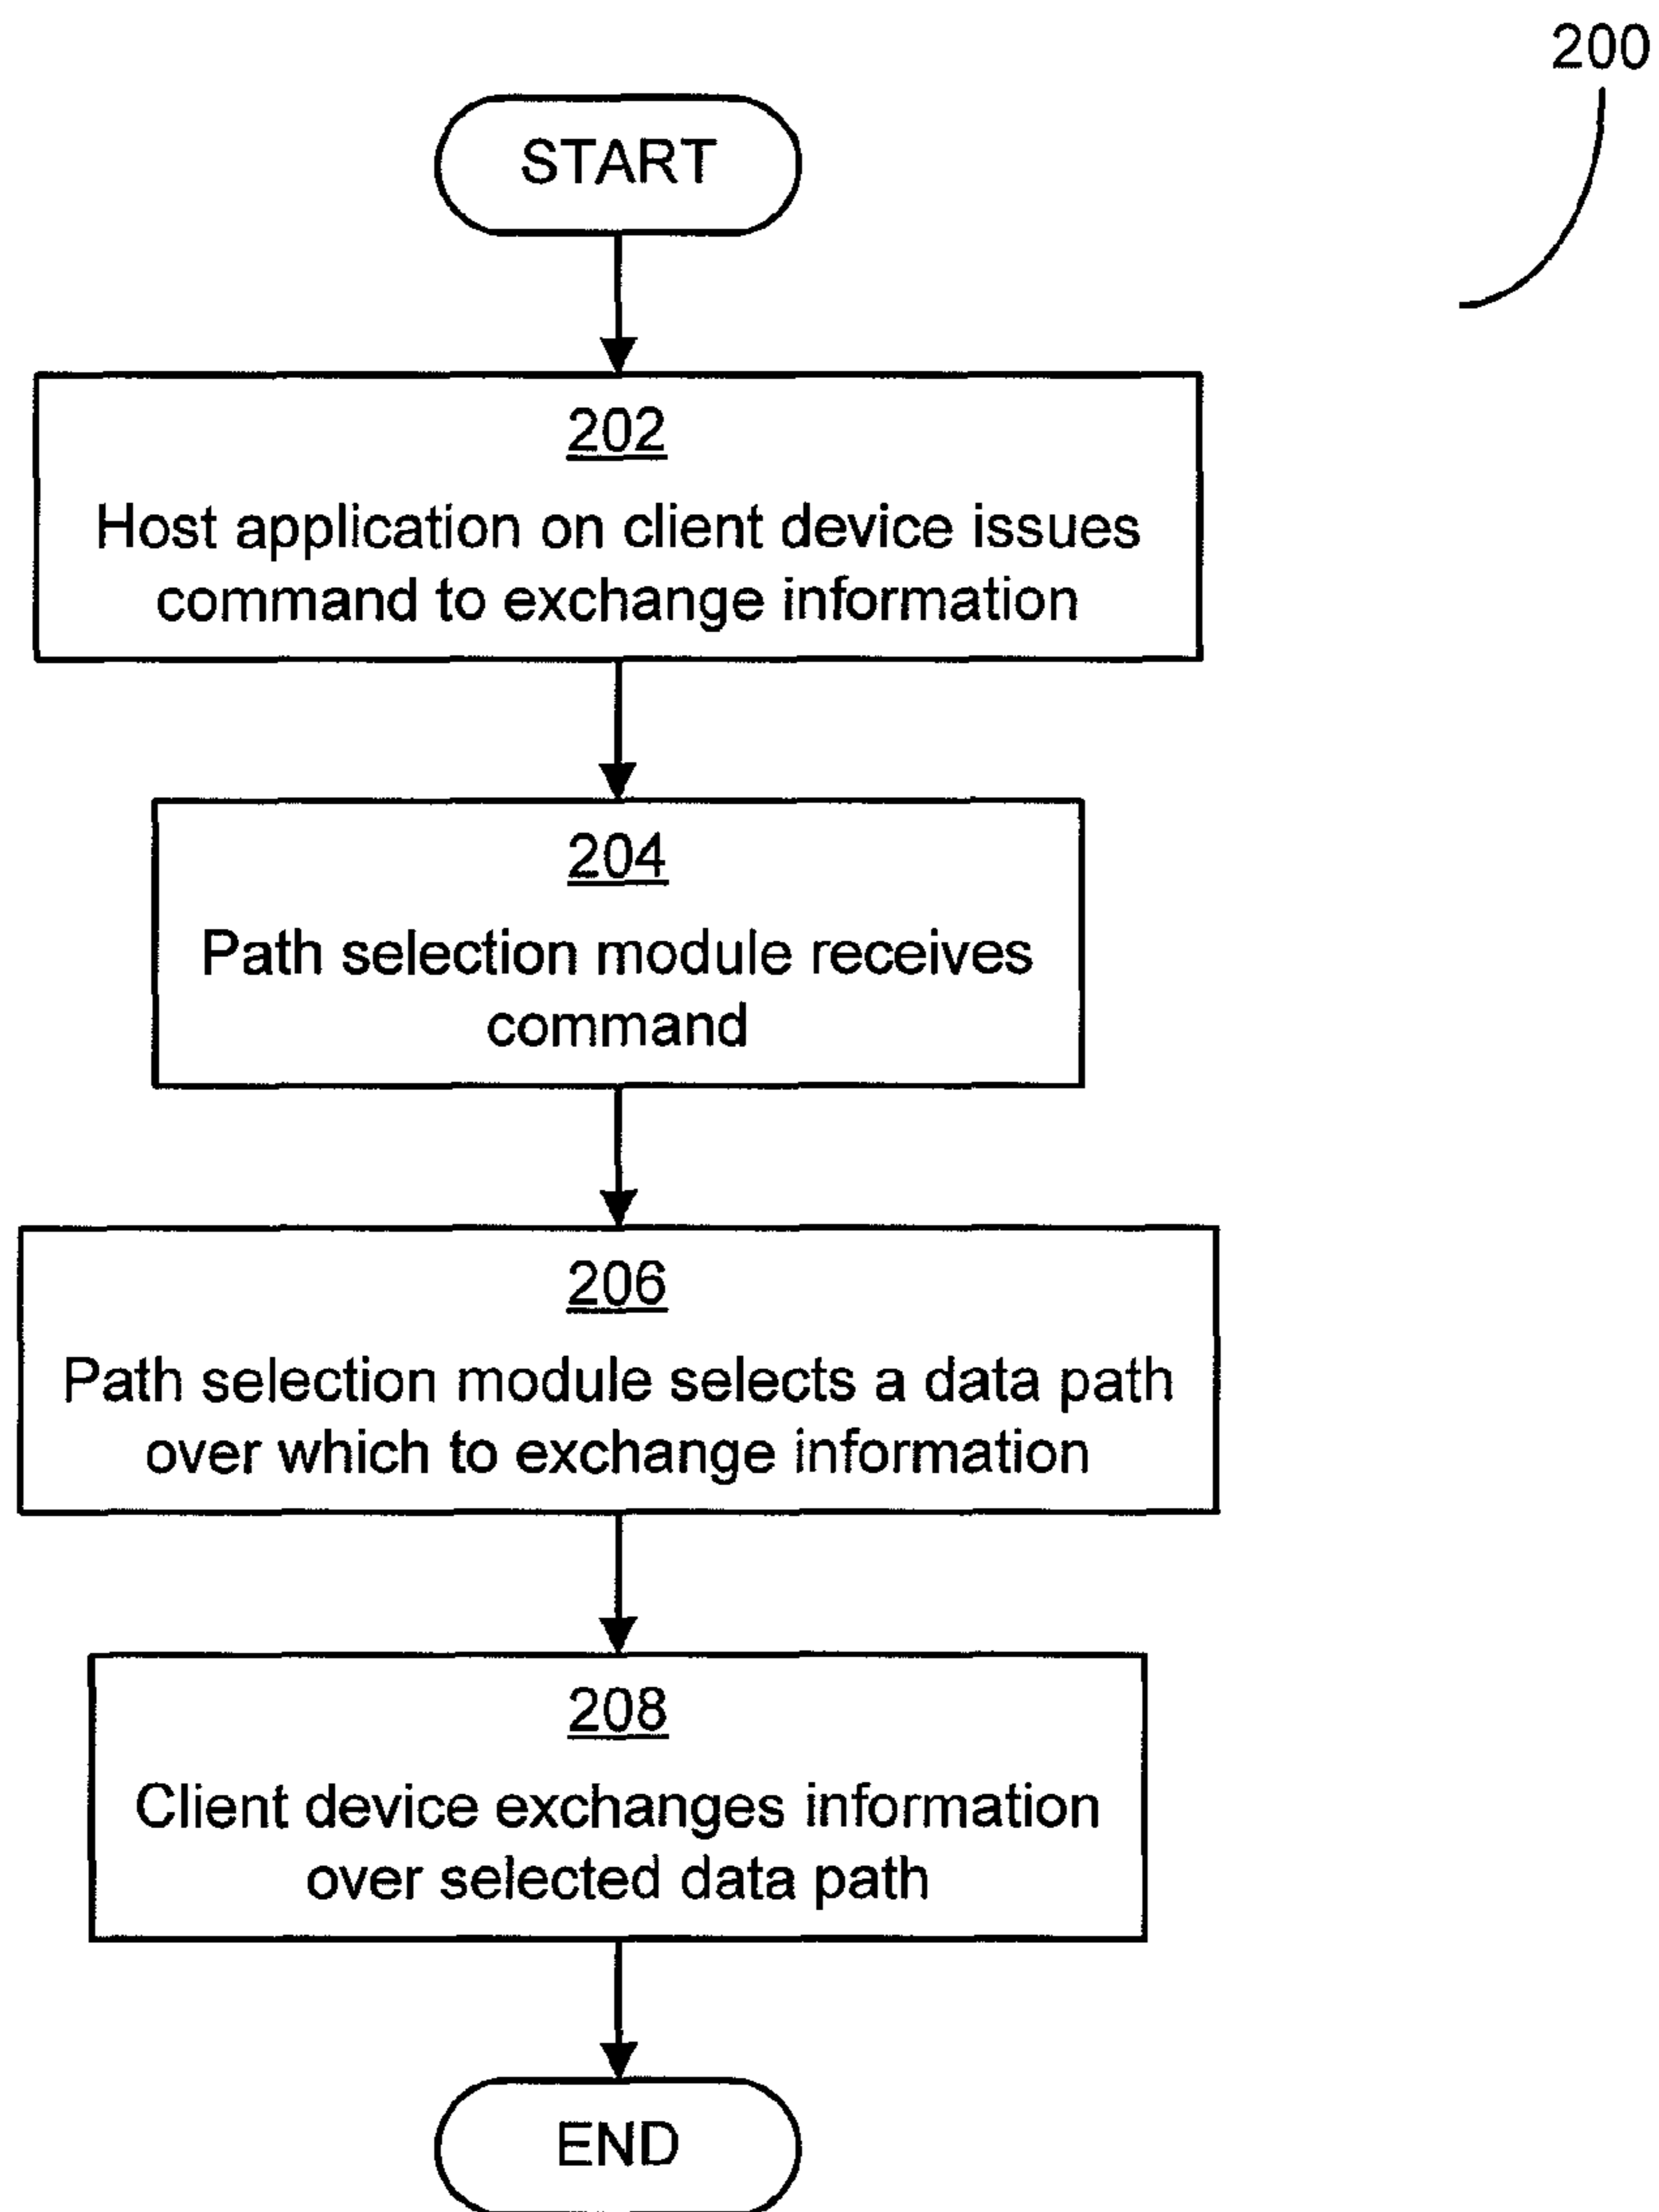 200
START
202
Host application on client device issues
command to exchange information
204
Path selection module receives
command
206
Path selection module selects a data path
over which to exchange information
208
Client device exchanges information
over selected data path
END